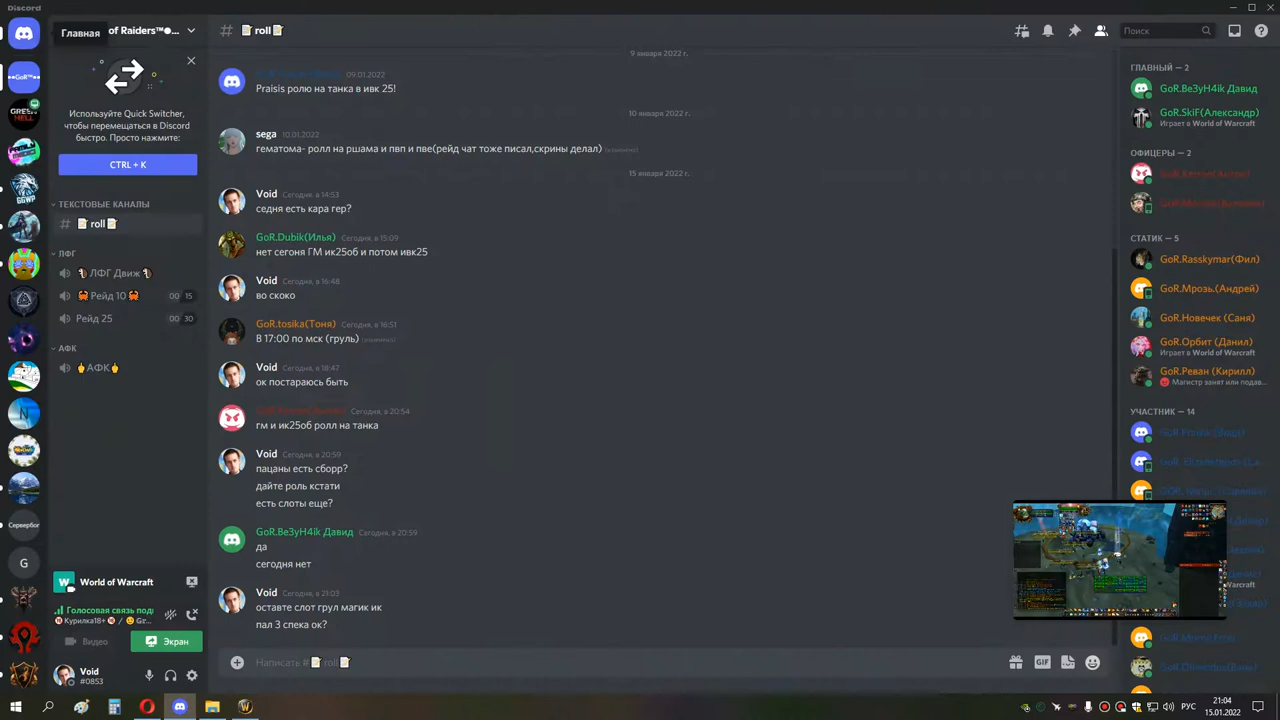 Discord
Главная
of Raiders™●...
# 📝roll📝
Поиск
Используйте Quick Switcher,
чтобы перемещаться в Discord
быстро. Просто нажмите:
CTRL + K
ТЕКСТОВЫЕ КАНАЛЫ
# 📝roll📝
ЛФГ
ЛФГ Движ
Рейд 10
00 15
Рейд 25
00 30
АФК
🖕АФК🖕
•GoR™•
GREEN
HELL
GGWP
N
Сервербог
G
W World of Warcraft
Голосовая связь под
Курилка18+
Видео
Экран
Void
#0853
9 января 2022 г.
09.01.2022
Praisis ролю на танка в ивк 25!
10 января 2022 г.
sega 10.01.2022
гематома- ролл на ршама и пвп и пве(рейд чат тоже писал,скрины делал) (изменено)
15 января 2022 г.
Void Сегодня, в 14:53
седня есть кара гер?
GoR.Dubik(Илья) Сегодня, в 15:09
нет сегоня ГМ ик25об и потом ивк25
Void Сегодня, в 16:48
во скоко
GoR.tosika(Тоня) Сегодня, в 16:51
В 17:00 по мск (груль) (изменено)
Void Сегодня, в 18:47
ок постараюсь быть
Сегодня, в 20:54
гм и ик25об ролл на танка
Void Сегодня, в 20:59
пацаны есть сборр?
дайте роль кстати
есть слоты еще?
GoR.Be3yH4ik Давид Сегодня, в 20:59
да
сегодня нет
Void Сегодня, в 21:03
оставте слот грул магик ик
пал 3 спека ок?
Написать #📝roll📝
GIF
ГЛАВНЫЙ — 2
GoR.Be3yH4ik Давид
GoR.SkiF(Александр)
Играет в World of Warcraft
ОФИЦЕРЫ — 2
СТАТИК — 5
GoR.Rasskymar(Фил)
GoR.Мрозь.(Андрей)
GoR.Новечек (Саня)
GoR.Орбит (Данил)
Играет в World of Warcraft
GoR.Реван (Кирилл)
Магистр занят или подав...
УЧАСТНИК — 14
РУС
21:04
15.01.2022